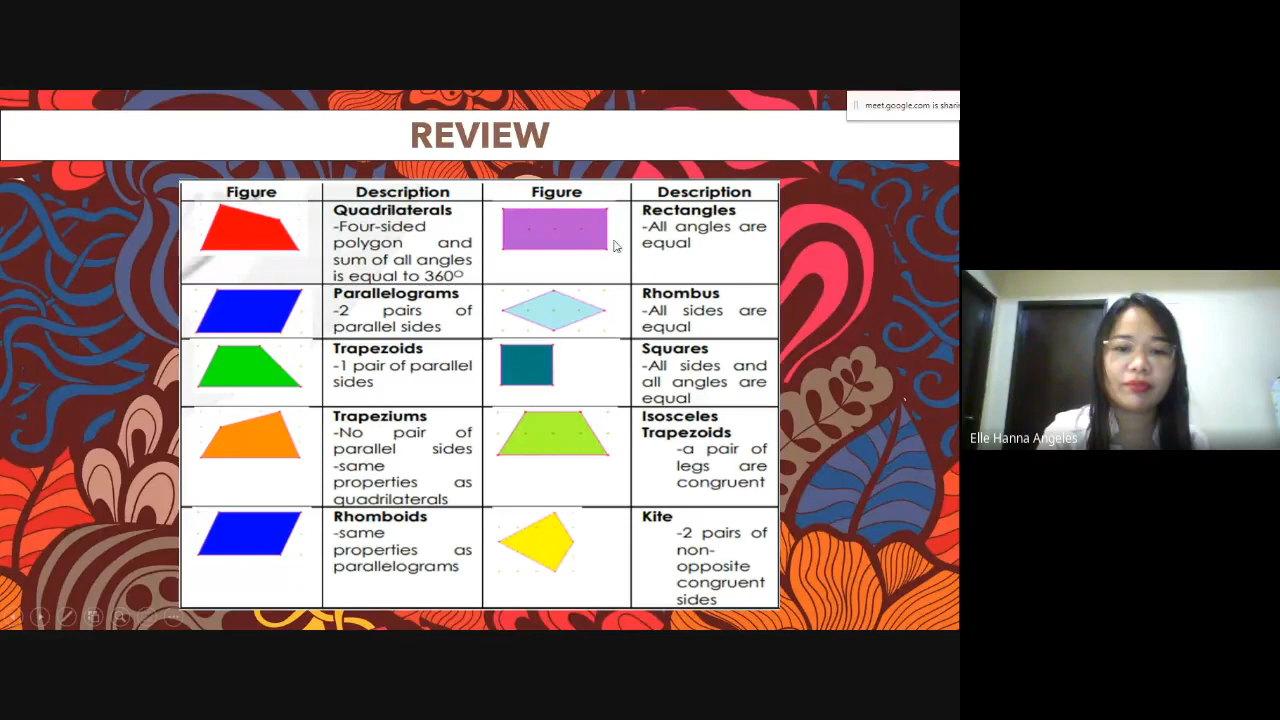 REVIEW
meet.google.com is sharin
Figure
Description
Figure
Description
Quadrilaterals
-Four-sided
polygon and
sum of all angles
is equal to 360⁰
Rectangles
-All angles are
equal
Parallelograms
-2 pairs of
parallel sides
Rhombus
-All sides are
equal
Trapezoids
-1 pair of parallel
sides
Squares
-All sides and
all angles are
equal
Trapeziums
-No pair of
parallel sides
-same
properties as
quadrilaterals
Isosceles
Trapezoids
-a pair of
legs are
congruent
Rhomboids
-same
properties as
parallelograms
Kite
-2 pairs of
non-
opposite
congruent
sides
Elle Hanna Angeles